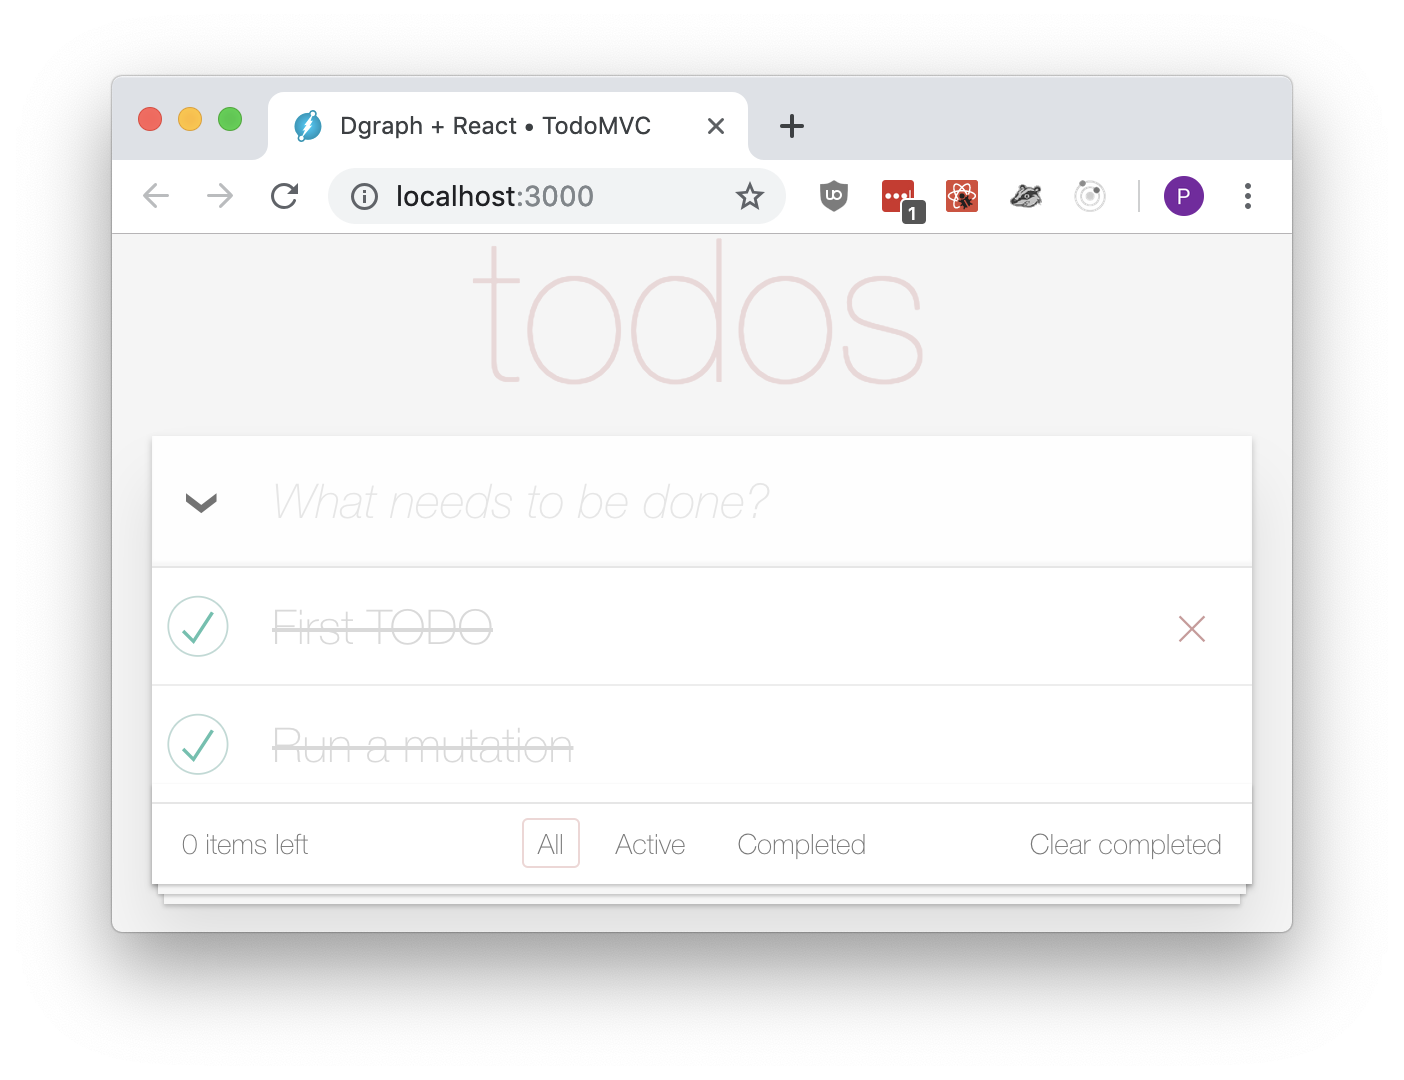 Dgraph + React • TodoMVC
localhost:3000
1
P
todos
What needs to be done?
First TODO
Run a mutation
0 items left All Active Completed Clear completed